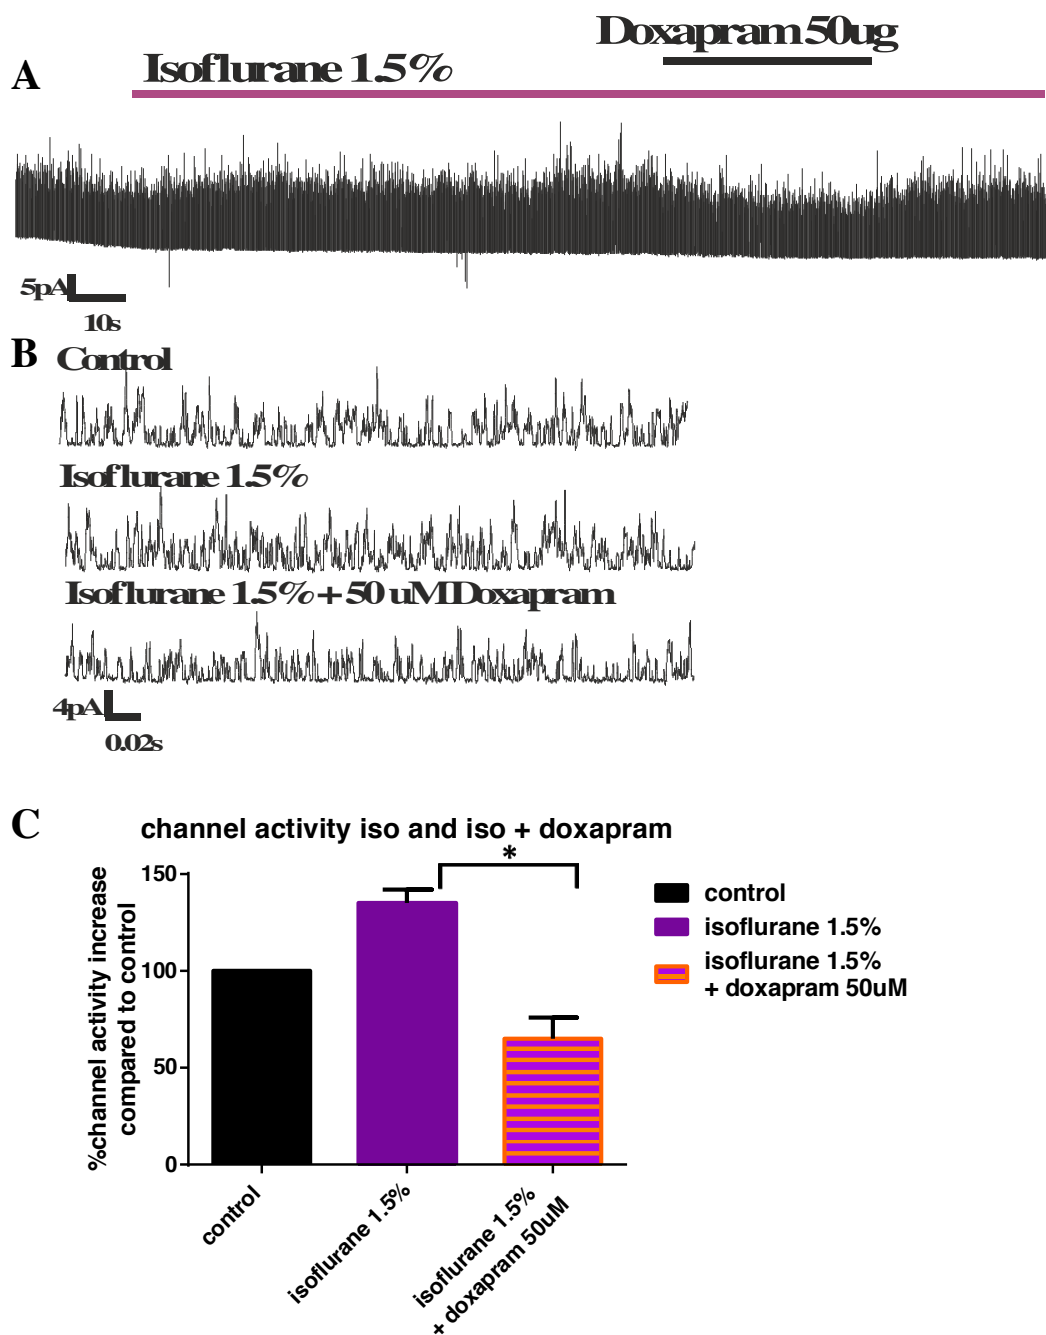 Doxapram 50ug
A
Isoflurane 1.5%
5pA
10s
B
Control
Isoflurane 1.5%
Isoflurane 1.5% + 50 uM Doxapram
4pA
0.02s
C
channel activity iso and iso + doxapram
*
%channel activity increase
compared to control
150
100
50
0
control
isoflurane 1.5%
isoflurane 1.5%
+ doxapram 50uM
control
isoflurane 1.5%
isoflurane 1.5%
+ doxapram 50uM